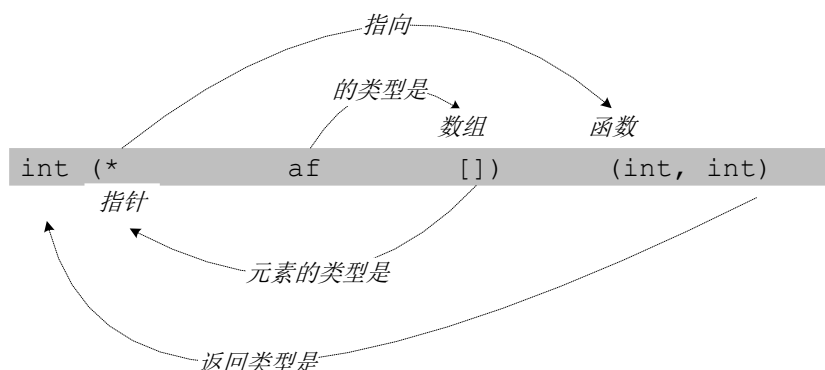 指向
的类型是
数组 函数
int (* af []) (int, int)
指针
元素的类型是
返回类型是